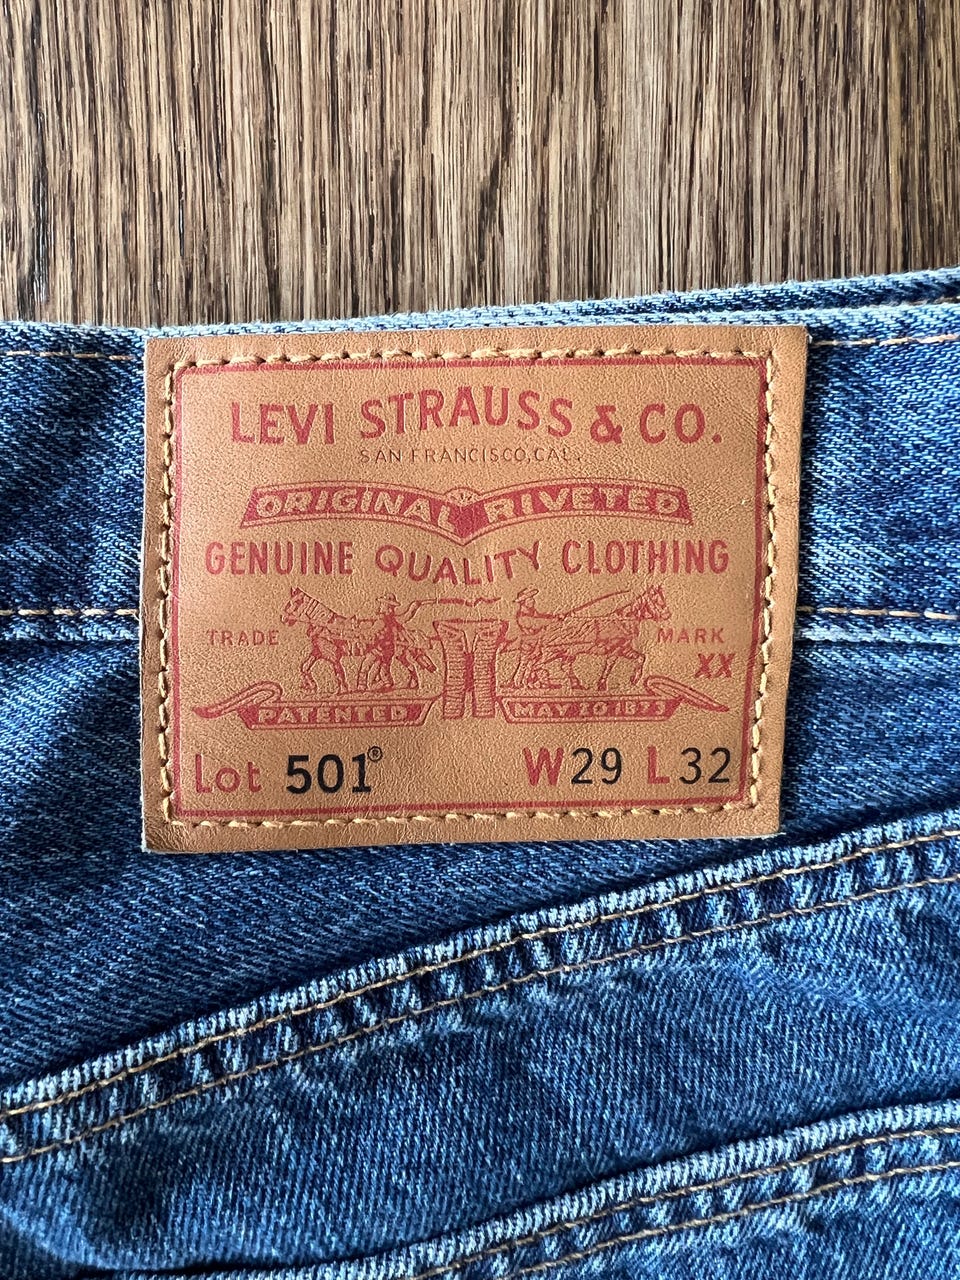 LEVI STRAUSS & CO.
SAN FRANCISCO, CAL.
ORIGINAL RIVETED
GENUINE QUALITY CLOTHING
TRADE MARK
XX
PATENTED MAY 20 1873
Lot 501® W29 L32